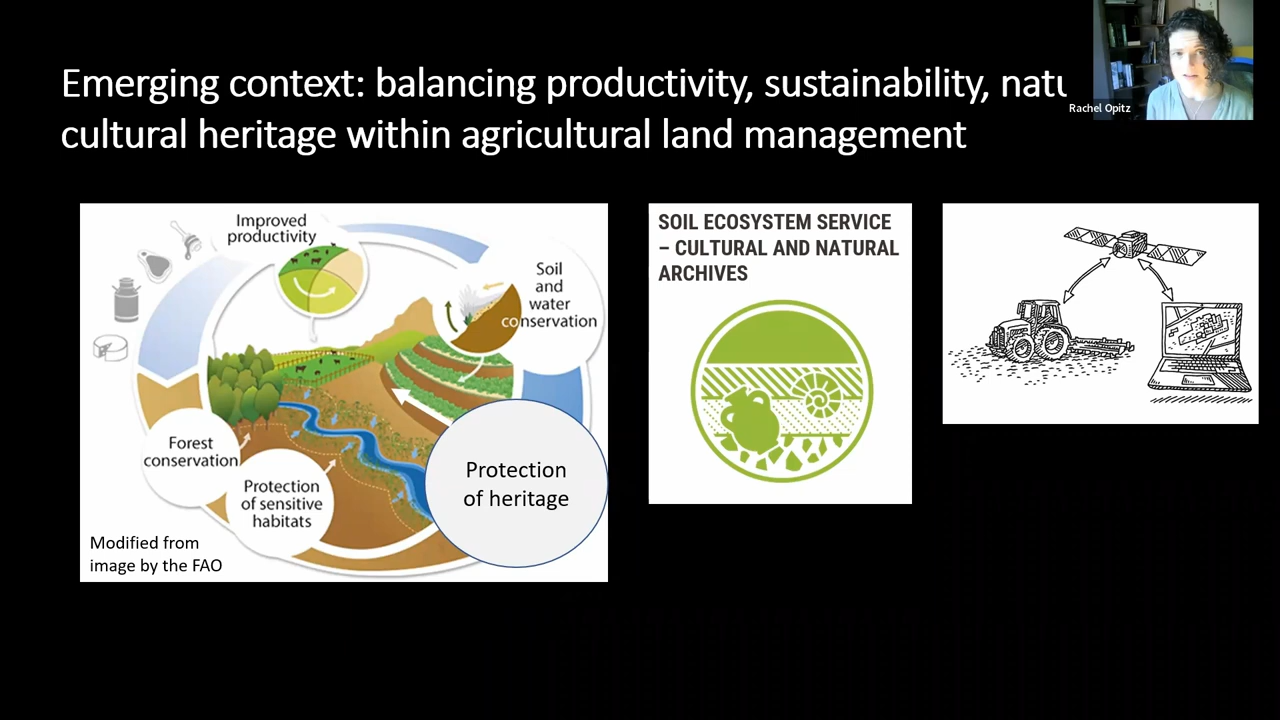 Emerging context: balancing productivity, sustainability,
cultural heritage within agricultural land management
Rachel Opitz
Improved
productivity
Soil
and
water
conservation
Forest
conservation
Protection
of sensitive
habitats
Protection
of heritage
Modified from
image by the FAO
SOIL ECOSYSTEM SERVICE
– CULTURAL AND NATURAL
ARCHIVES